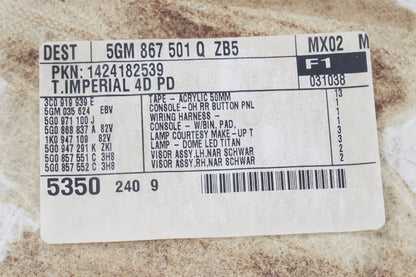 DEST 5GM 867 501 Q ZB5 MX02 M
PKN: 1424182539 F1
T.IMPERIAL 4D PD 031038
3C0 919 939 E TAPE - ACRYLIC 50MM 13
5GM 035 624 EBV CONSOLE-OH RR BUTTON PNL 1
5G0 971 100 J WIRING HARNESS - 1
5G0 868 837 A 82V CONSOLE - W/BIN, PAD, 1
1K0 947 109 82V LAMP COURTESY MAKE-UP T 3
5G0 947 291 K ZKI LAMP - DOME LED TITAN 1
5G0 857 551 C 3H8 VISOR ASSY,LH,NAR SCHWAR 2
5G0 857 552 C 3H8 VISOR ASSY,RH,NAR SCHWAR 2
5350 240 9